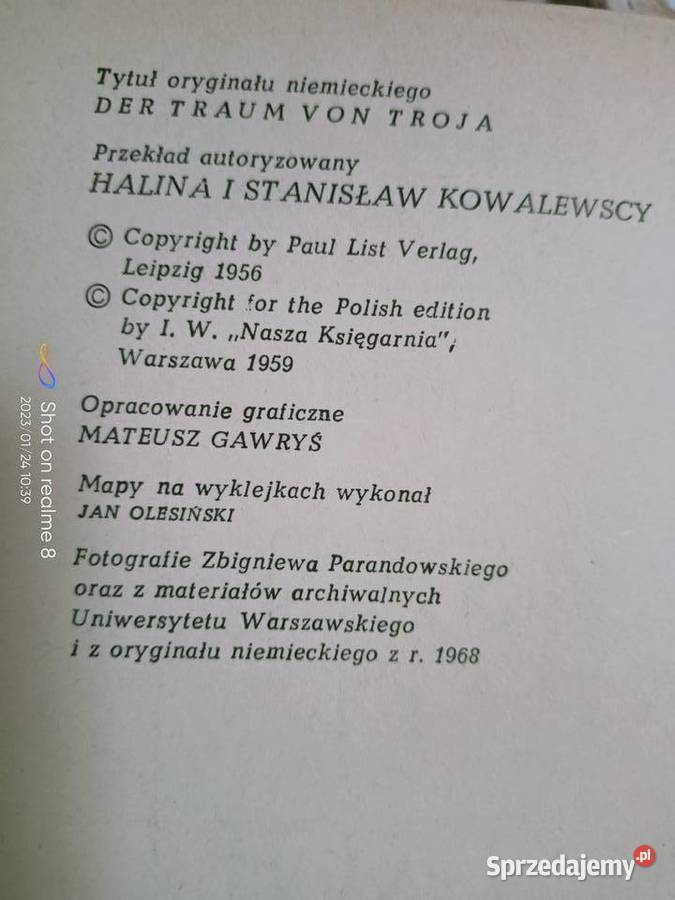 Tytuł oryginału niemieckiego
DER TRAUM VON TROJA
Przekład autoryzowany
HALINA I STANISŁAW KOWALEWSCY
© Copyright by Paul List Verlag,
Leipzig 1956
© Copyright for the Polish edition
by I. W. „Nasza Księgarnia",
Warszawa 1959
Opracowanie graficzne
MATEUSZ GAWRYŚ
Mapy na wyklejkach wykonał
JAN OLESIŃSKI
Fotografie Zbigniewa Parandowskiego
oraz z materiałów archiwalnych
Uniwersytetu Warszawskiego
i z oryginału niemieckiego z r. 1968
Shot on realme 8
2023/01/24 10:39
Sprzedajemy.pl